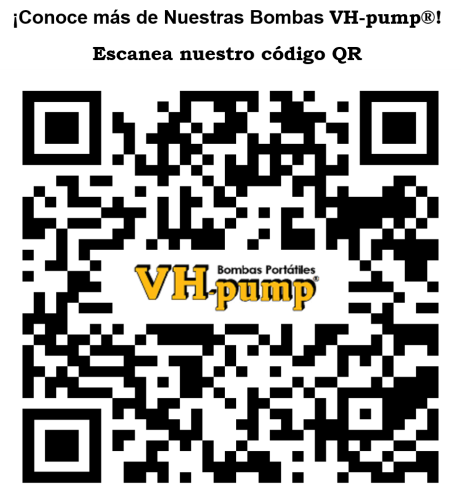 ¡Conoce más de Nuestras Bombas VH-pump®!
Escanea nuestro código QR
Bombas Portátiles
VH-pump®